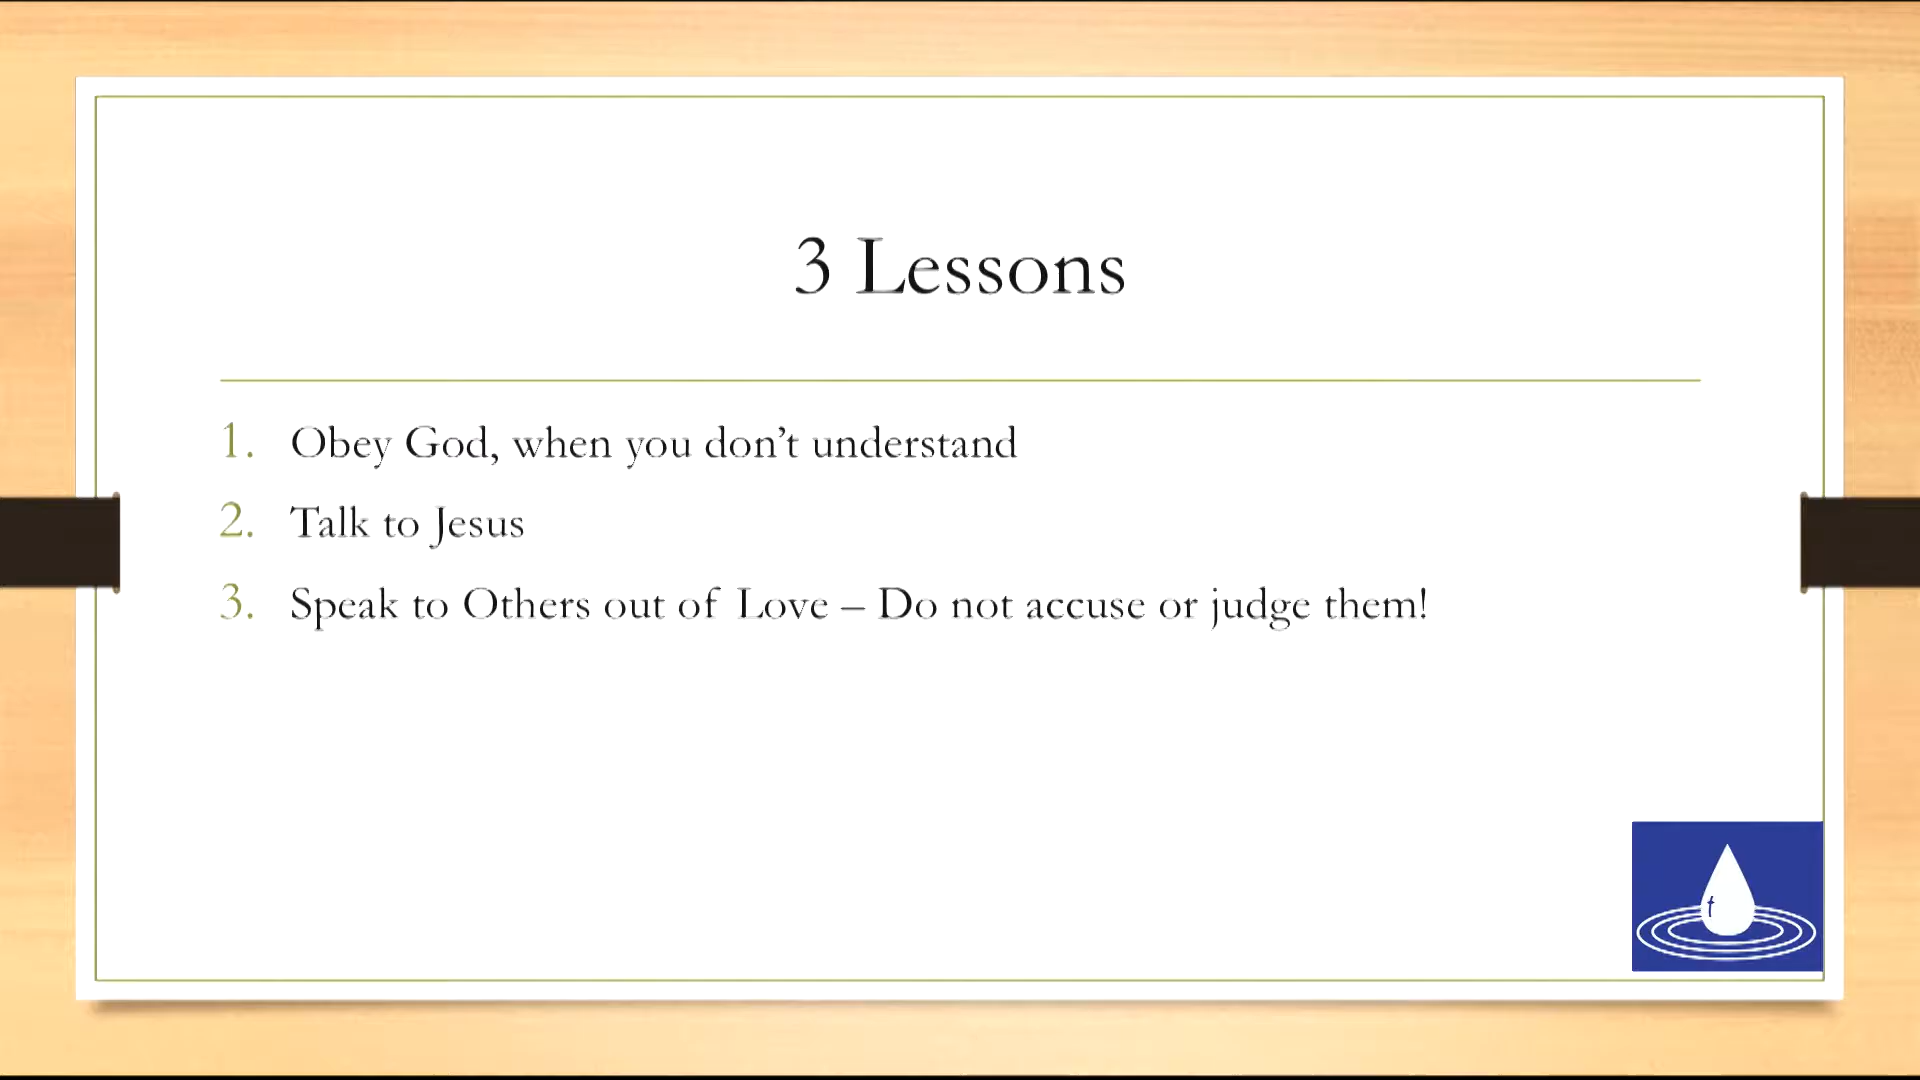 3 Lessons
1. Obey God, when you don’t understand
2. Talk to Jesus
3. Speak to Others out of Love – Do not accuse or judge them!